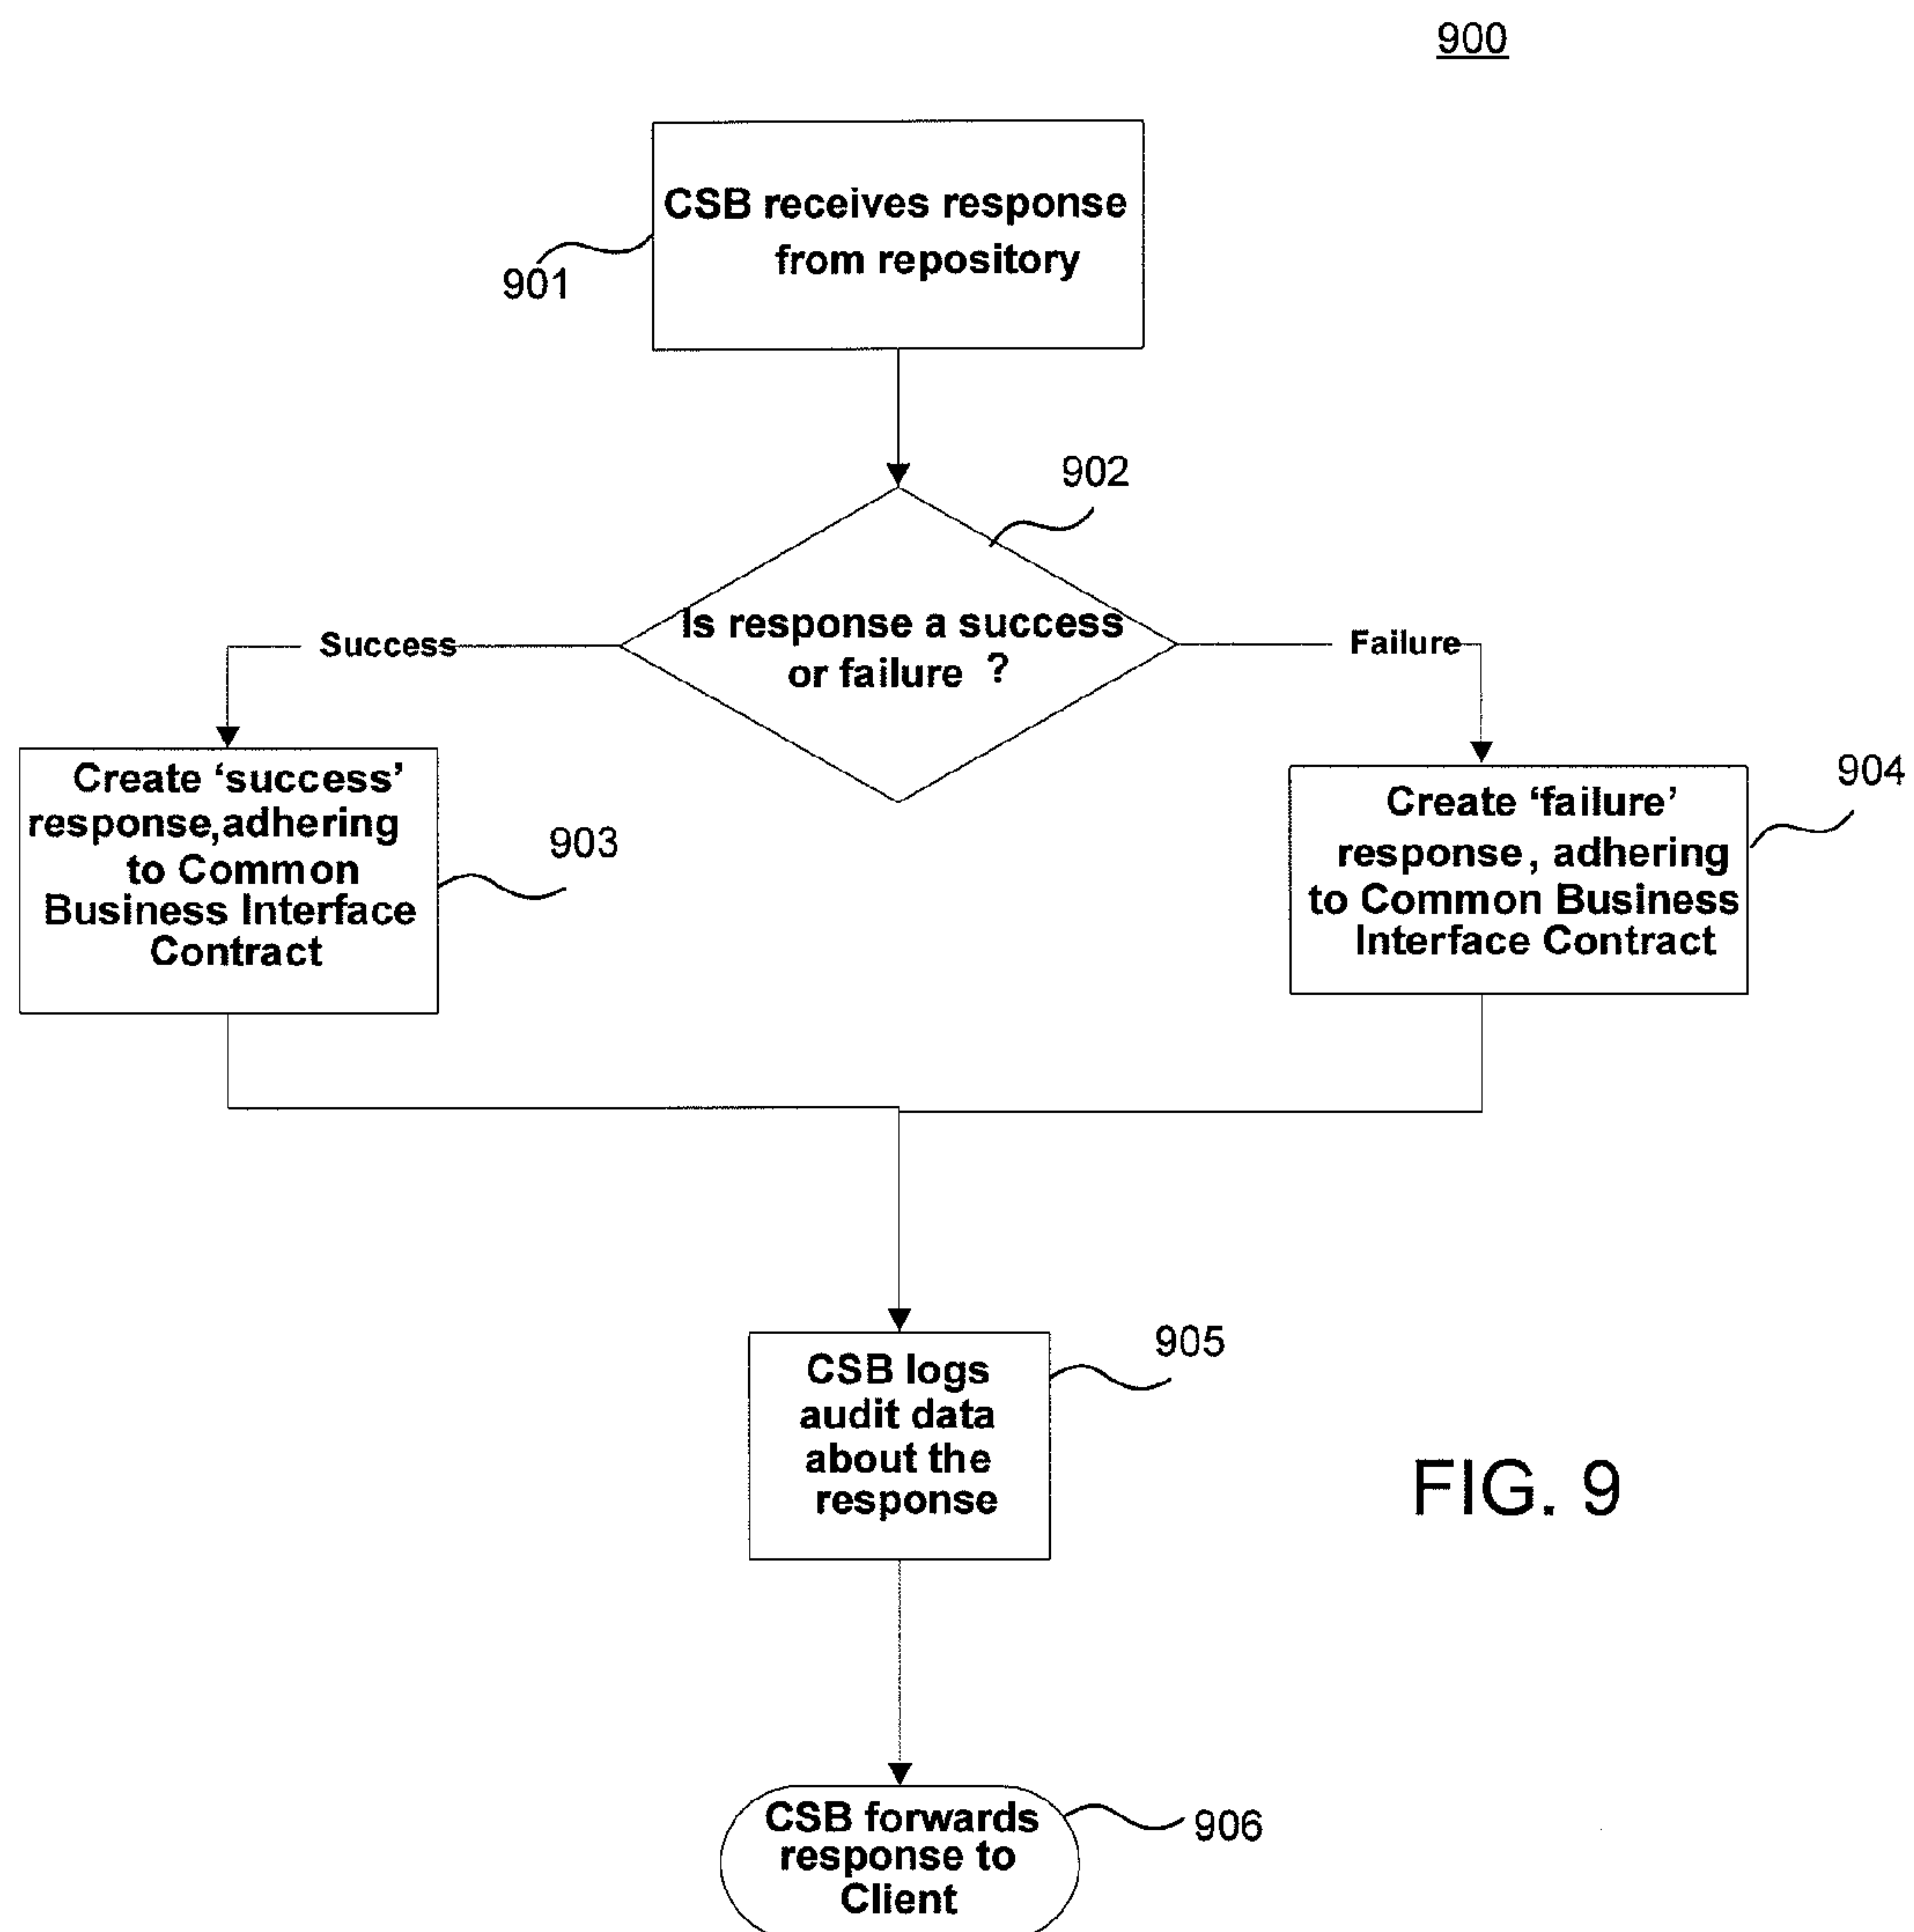 900
CSB receives response
from repository
901
902
Is response a success
or failure ?
Success
Failure
Create ‘success’
response,adhering
to Common
Business Interface
Contract
903
Create ‘failure’
response, adhering
to Common Business
Interface Contract
904
CSB logs
audit data
about the
response
905
FIG. 9
CSB forwards
response to
Client
906